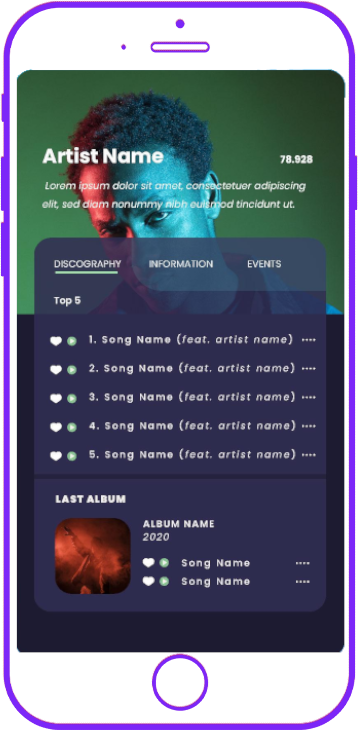 Artist Name
78.928
Lorem ipsum dolor sit amet, consectetuer adipiscing
elit, sed diam nonummy nibh euismod tincidunt ut.
DISCOGRAPHY INFORMATION EVENTS
Top 5
1. Song Name (feat. artist name)
2. Song Name (feat. artist name)
3. Song Name (feat. artist name)
4. Song Name (feat. artist name)
5. Song Name (feat. artist name)
LAST ALBUM
ALBUM NAME
2020
Song Name
Song Name